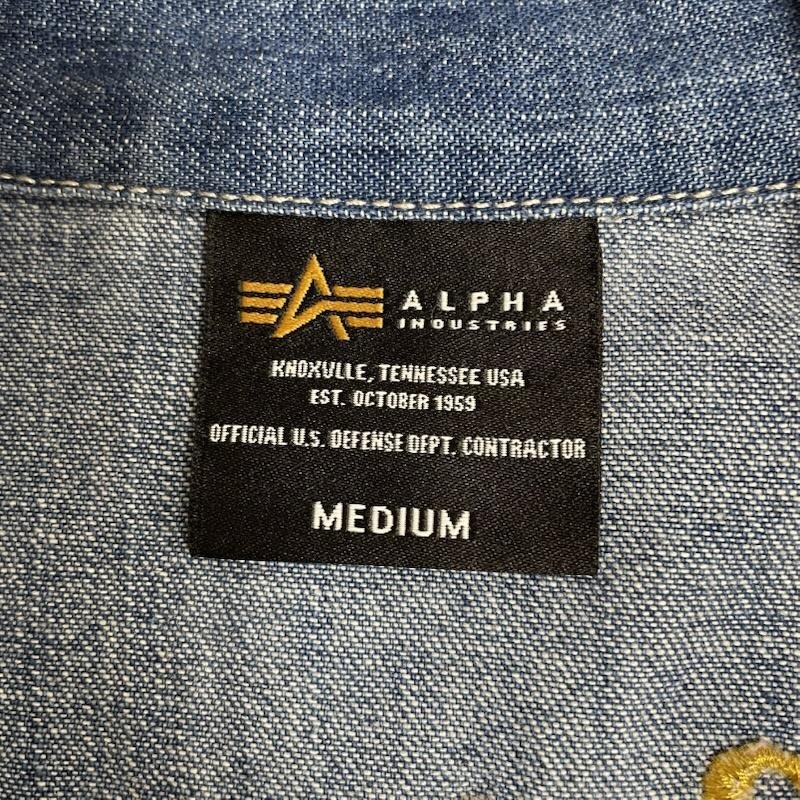 ALPHA
INDUSTRIES
KNOXVLLE, TENNESSEE USA
EST. OCTOBER 1959
OFFICIAL U.S. DEFENSE DEPT. CONTRACTOR
MEDIUM